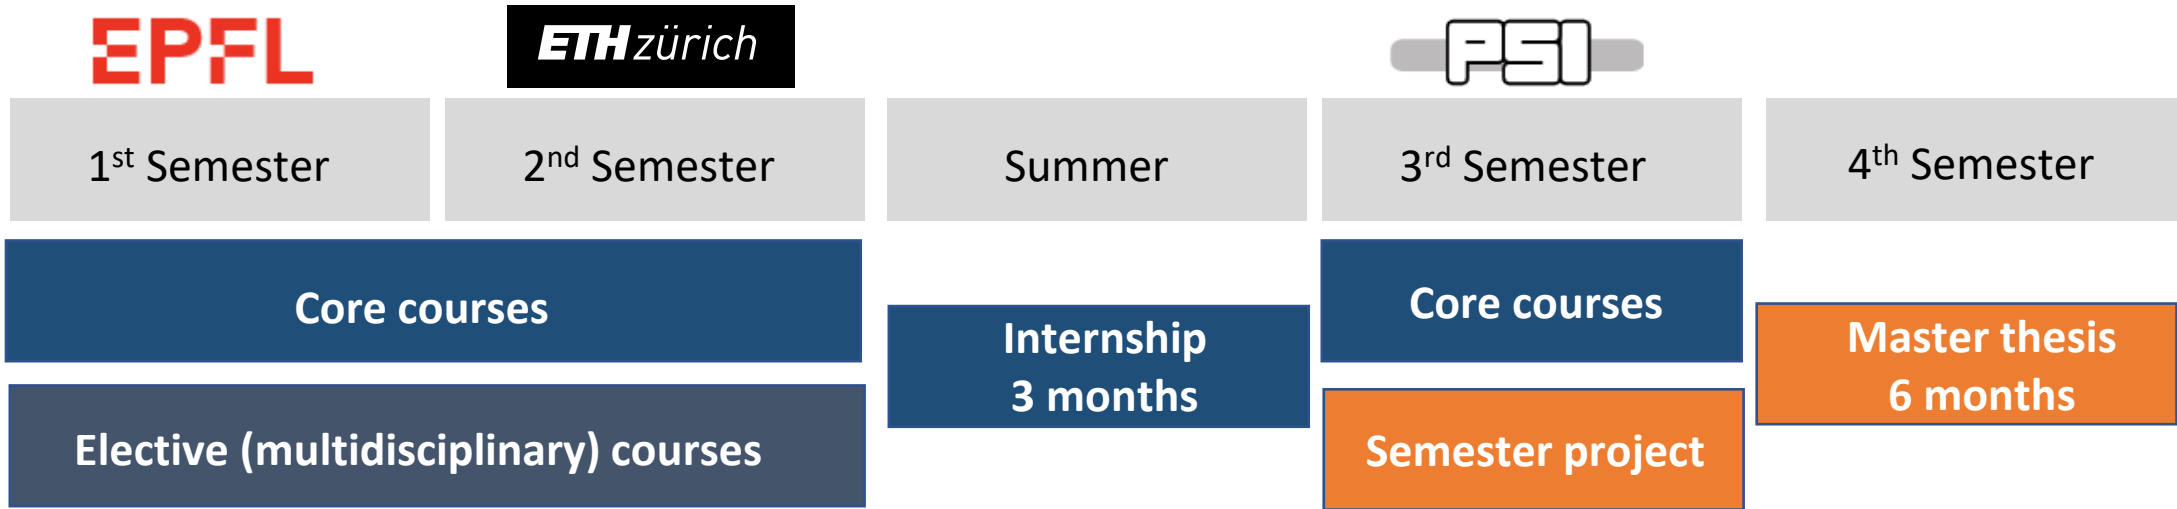 EPFL
ETH zürich
PSI
1st Semester
2nd Semester
Summer
3rd Semester
4th Semester
Core courses
Elective (multidisciplinary) courses
Internship
3 months
Core courses
Semester project
Master thesis
6 months